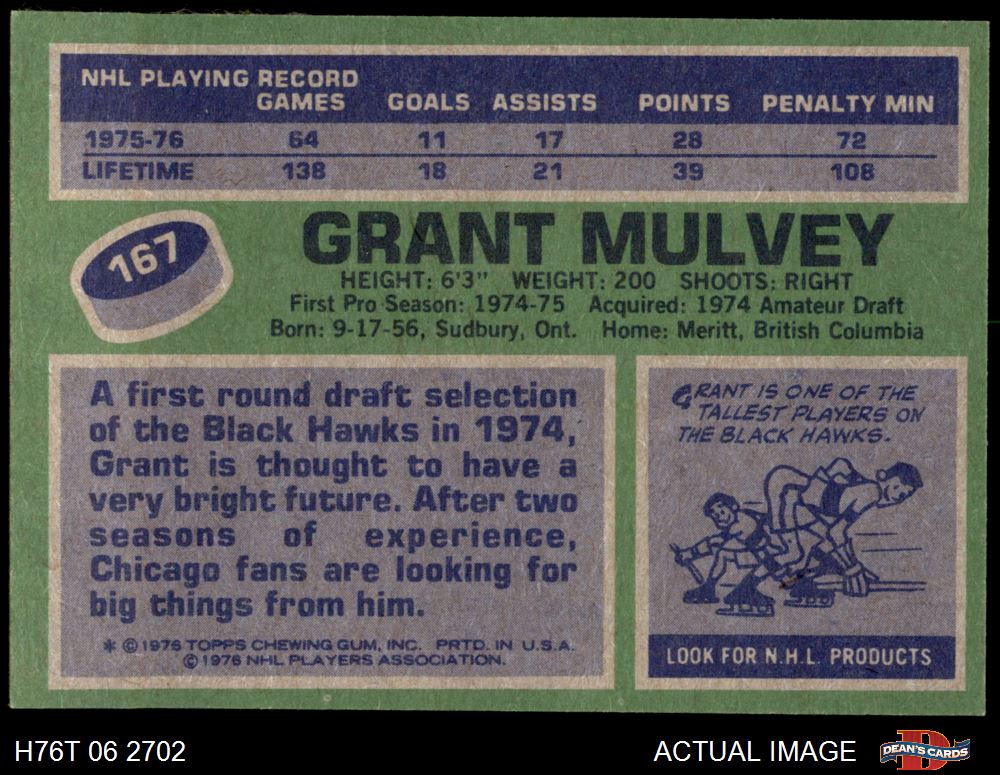 NHL PLAYING RECORD
GAMES GOALS ASSISTS POINTS PENALTY MIN
1975-76 64 11 17 28 72
LIFETIME 138 18 21 39 108
167
GRANT MULVEY
HEIGHT: 6'3" WEIGHT: 200 SHOOTS: RIGHT
First Pro Season: 1974-75 Acquired: 1974 Amateur Draft
Born: 9-17-56, Sudbury, Ont. Home: Meritt, British Columbia
A first round draft selection
of the Black Hawks in 1974,
Grant is thought to have a
very bright future. After two
seasons of experience,
Chicago fans are looking for
big things from him.
* © 1976 TOPPS CHEWING GUM, INC. PRTD. IN U.S.A.
© 1976 NHL PLAYERS ASSOCIATION.
GRANT IS ONE OF THE
TALLEST PLAYERS ON
THE BLACK HAWKS.
LOOK FOR N.H.L. PRODUCTS
H76T 06 2702
ACTUAL IMAGE
D
DEAN'S CARDS